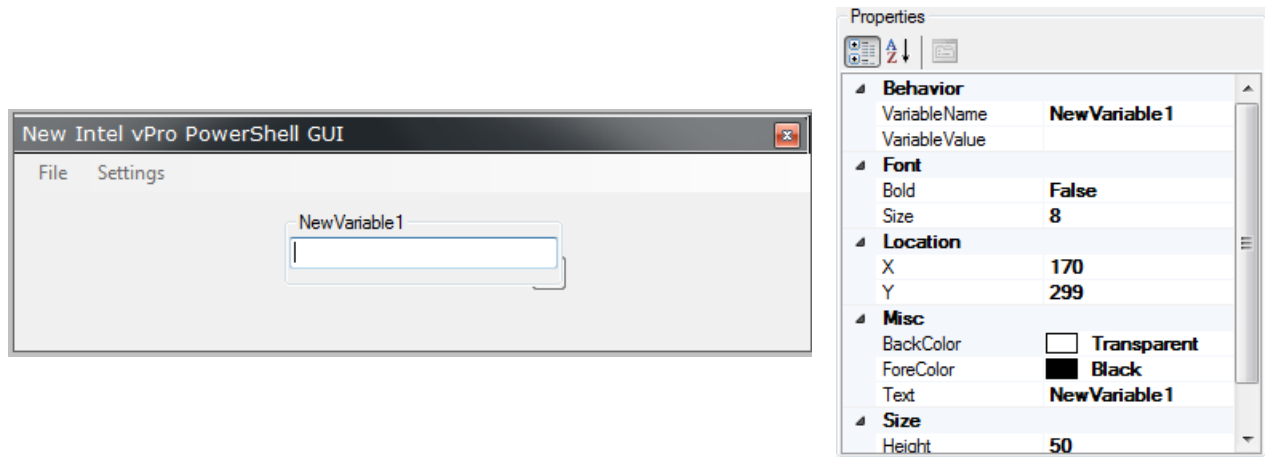 New Intel vPro PowerShell GUI
File Settings
NewVariable1
Properties
Behavior
VariableName NewVariable1
VariableValue
Font
Bold False
Size 8
Location
X 170
Y 299
Misc
BackColor Transparent
ForeColor Black
Text NewVariable1
Size
Height 50